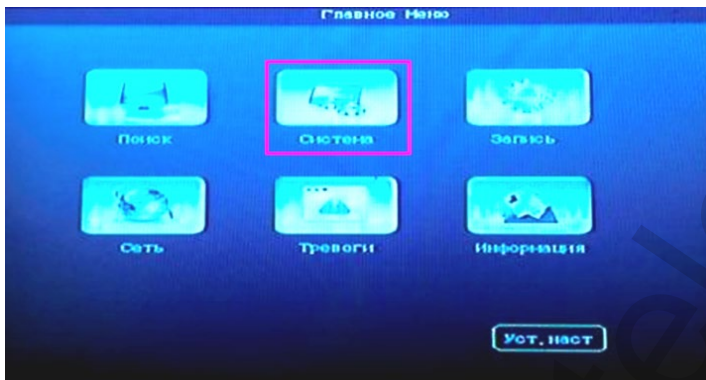 Главное Меню
Поиск Система Запись
Сеть Тревоги Информация
Уст.наст